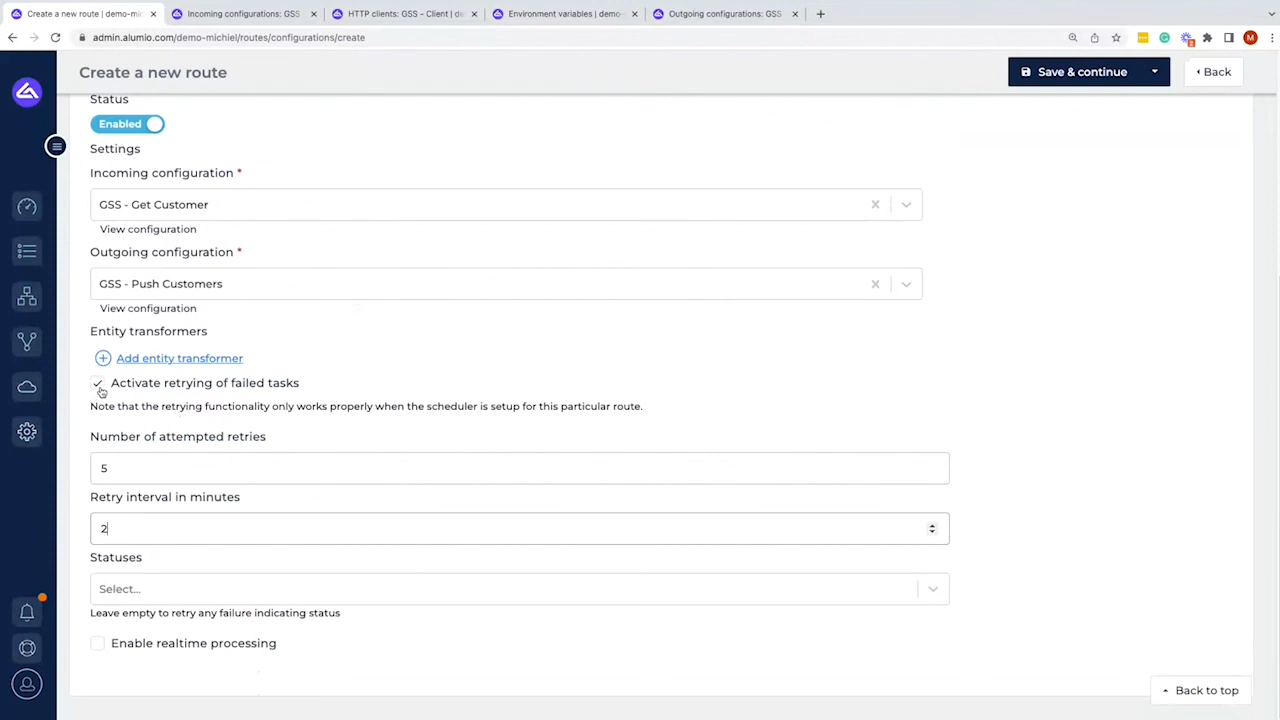 Create a new route | demo-mic
Incoming configurations: GSS
HTTP clients: GSS - Client | de
Environment variables | demo-
Outgoing configurations: GSS
admin.alumio.com/demo-michiel/routes/configurations/create
M
Create a new route
Save & continue
Back
Status
Enabled
Settings
Incoming configuration *
GSS - Get Customer
View configuration
Outgoing configuration *
GSS - Push Customers
View configuration
Entity transformers
Add entity transformer
Activate retrying of failed tasks
Note that the retrying functionality only works properly when the scheduler is setup for this particular route.
Number of attempted retries
5
Retry interval in minutes
2
Statuses
Select...
Leave empty to retry any failure indicating status
Enable realtime processing
Back to top